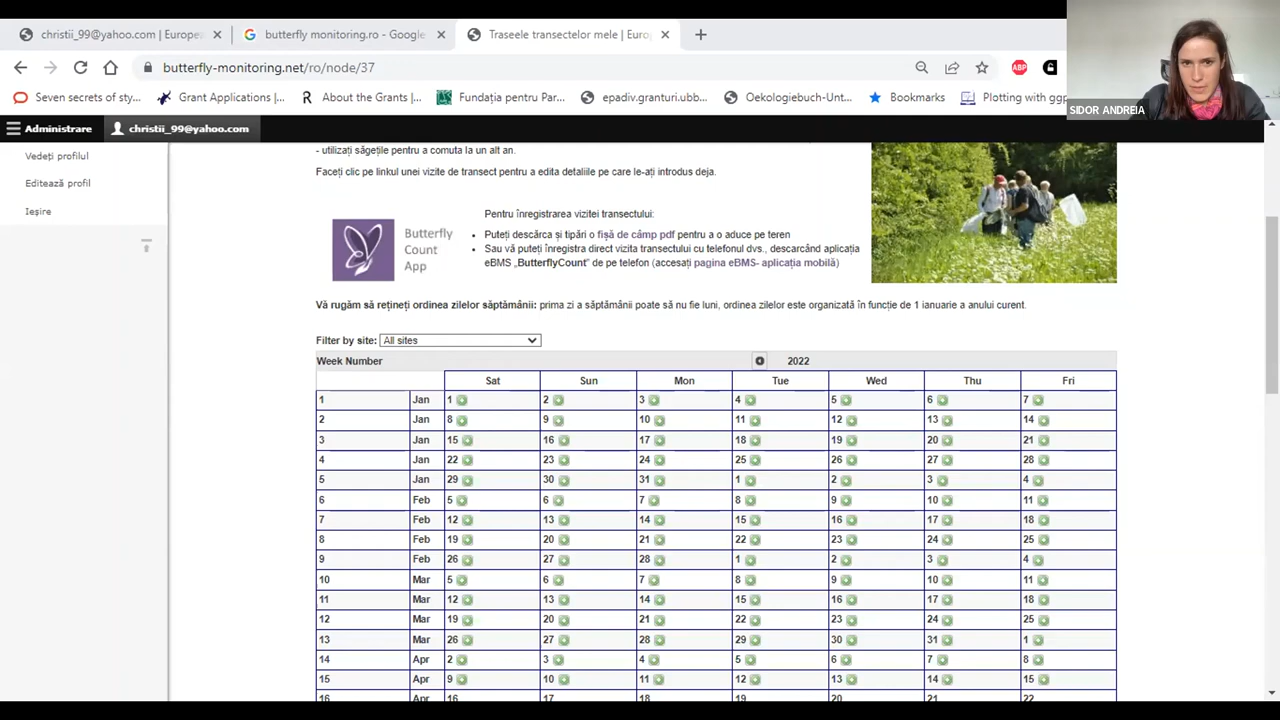 christii_99@yahoo.com | Europe
butterfly monitoring.ro - Google
Traseele transectelor mele | Euro
butterfly-monitoring.net/ro/node/37
ABP
SIDOR ANDREIA
Seven secrets of sty...
Grant Applications |...
About the Grants |...
Fundația pentru Par...
epadiv.granturi.ubb...
Oekologiebuch-Unt...
Bookmarks
Plotting with ggp
Administrare
christii_99@yahoo.com
Vedeți profilul
Editează profil
Ieșire
- utilizați săgețile pentru a comuta la un alt an.
Faceți clic pe linkul unei vizite de transect pentru a edita detaliile pe care le-ați introdus deja.
Butterfly
Count
App
Pentru înregistrarea vizitei transectului:
Puteți descărca și tipări o fișă de câmp pdf pentru a o aduce pe teren
Sau vă puteți înregistra direct vizita transectului cu telefonul dvs., descarcând aplicația
eBMS „ButterflyCount" de pe telefon (accesați pagina eBMS- aplicația mobilă)
Vă rugăm să rețineți ordinea zilelor săptămânii: prima zi a săptămânii poate să nu fie luni, ordinea zilelor este organizată în funcție de 1 ianuarie a anului curent.
Filter by site: All sites
Week Number 2022
Sat Sun Mon Tue Wed Thu Fri
1 Jan 1 2 3 4 5 6 7
2 Jan 8 9 10 11 12 13 14
3 Jan 15 16 17 18 19 20 21
4 Jan 22 23 24 25 26 27 28
5 Jan 29 30 31 1 2 3 4
6 Feb 5 6 7 8 9 10 11
7 Feb 12 13 14 15 16 17 18
8 Feb 19 20 21 22 23 24 25
9 Feb 26 27 28 1 2 3 4
10 Mar 5 6 7 8 9 10 11
11 Mar 12 13 14 15 16 17 18
12 Mar 19 20 21 22 23 24 25
13 Mar 26 27 28 29 30 31 1
14 Apr 2 3 4 5 6 7 8
15 Apr 9 10 11 12 13 14 15
16 Apr 16 17 18 19 20 21 22